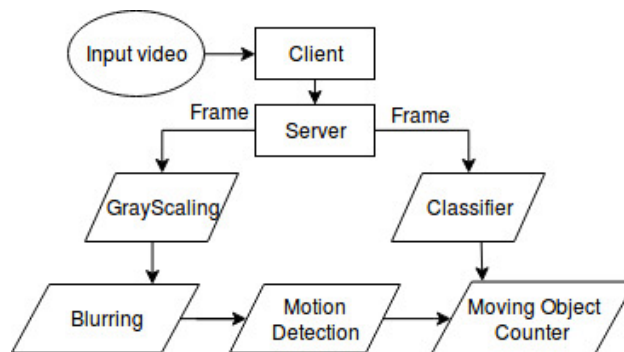 Input video
Client
Frame
Server
Frame
GrayScaling
Classifier
Blurring
Motion
Detection
Moving Object
Counter